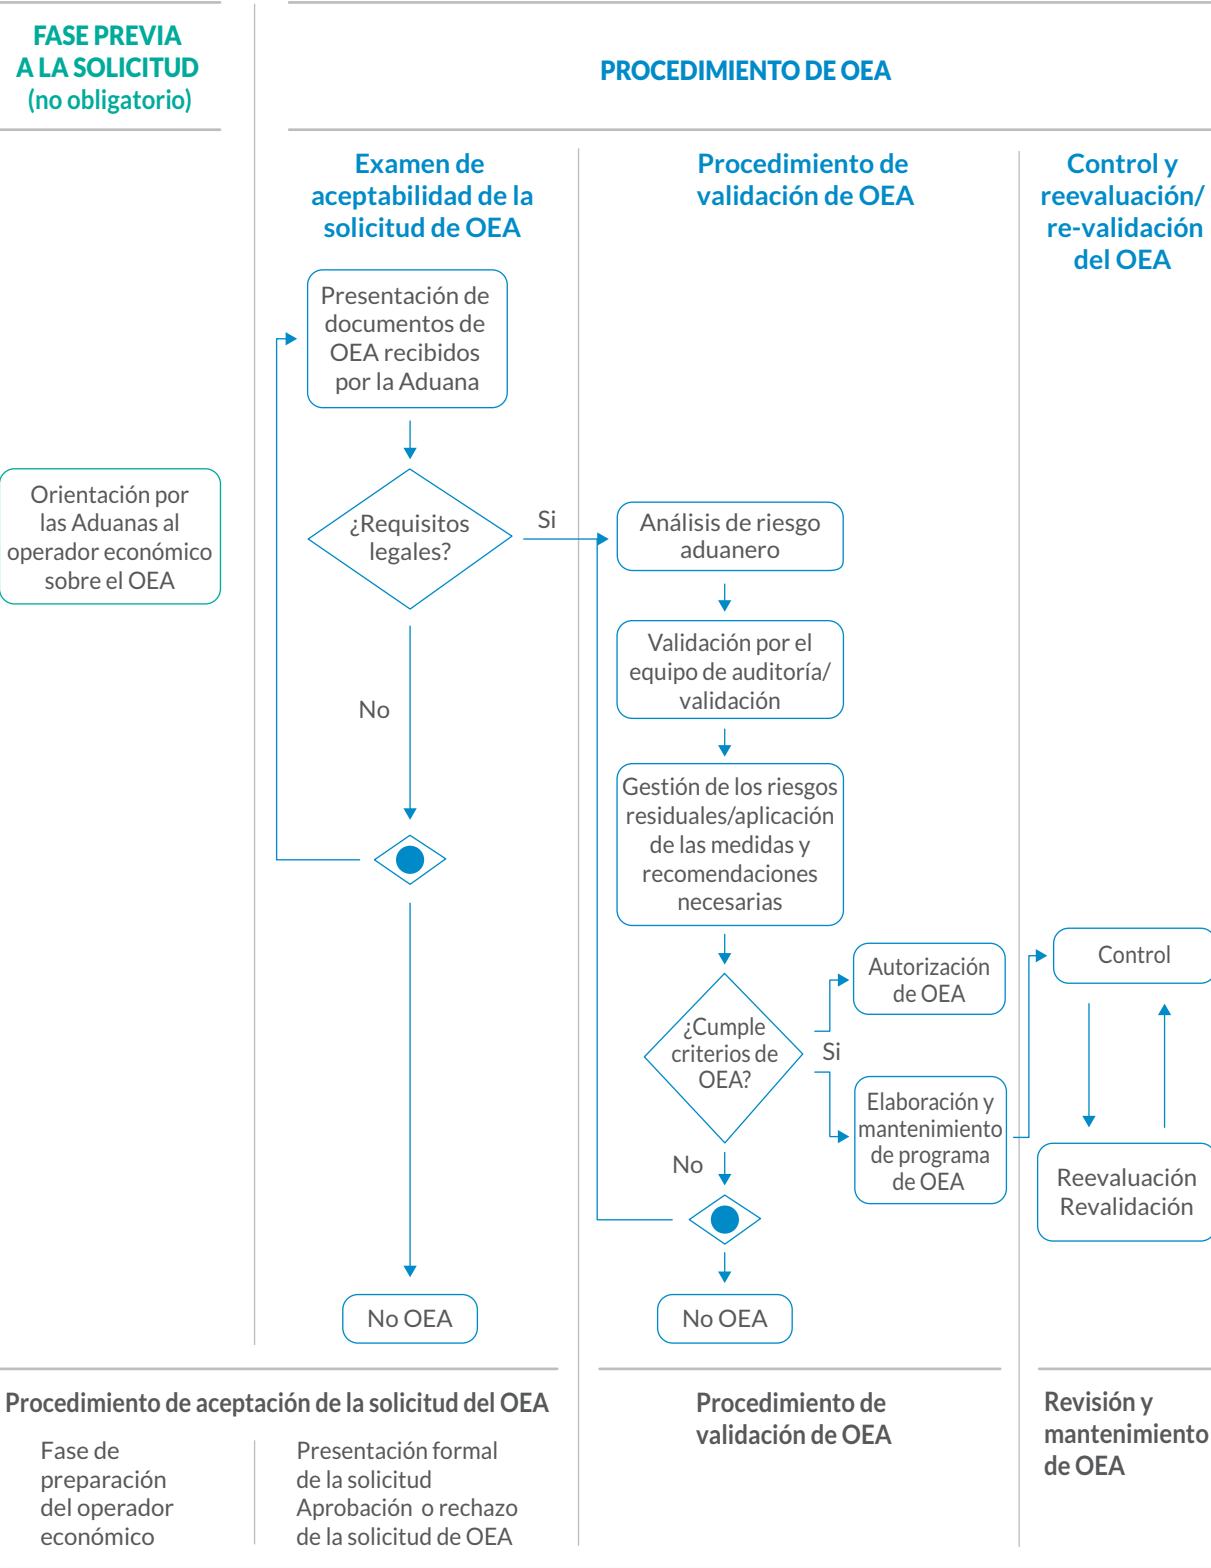 FASE PREVIA
A LA SOLICITUD
(no obligatorio)
PROCEDIMIENTO DE OEA
Examen de
aceptabilidad de la
solicitud de OEA
Procedimiento de
validación de OEA
Control y
reevaluación/
re-validación
del OEA
Presentación de
documentos de
OEA recibidos
por la Aduana
Orientación por
las Aduanas al
operador económico
sobre el OEA
¿Requisitos
legales?
Si
No
Análisis de riesgo
aduanero
Validación por el
equipo de auditoría/
validación
Gestión de los riesgos
residuales/aplicación
de las medidas y
recomendaciones
necesarias
¿Cumple
criterios de
OEA?
Si
No
Autorización
de OEA
Elaboración y
mantenimiento
de programa
de OEA
Control
Reevaluación
Revalidación
No OEA
No OEA
Procedimiento de aceptación de la solicitud del OEA
Fase de
preparación
del operador
económico
Presentación formal
de la solicitud
Aprobación o rechazo
de la solicitud de OEA
Procedimiento de
validación de OEA
Revisión y
mantenimiento
de OEA